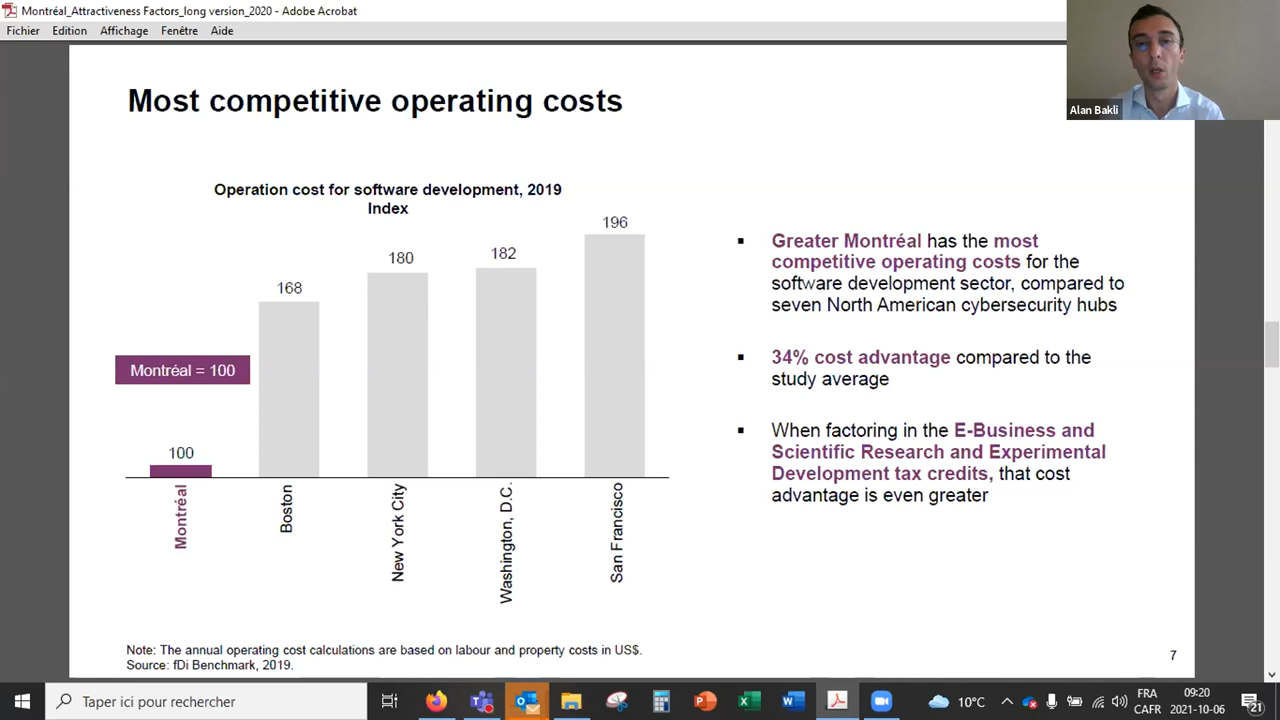 Montréal_Attractiveness Factors_long version_2020 - Adobe Acrobat
Fichier Edition Affichage Fenêtre Aide
Alan Bakli
Most competitive operating costs
Operation cost for software development, 2019
Index
196
182
180
168
Montréal = 100
100
Montréal
Boston
New York City
Washington, D.C.
San Francisco
▪ Greater Montréal has the most
competitive operating costs for the
software development sector, compared to
seven North American cybersecurity hubs
▪ 34% cost advantage compared to the
study average
▪ When factoring in the E-Business and
Scientific Research and Experimental
Development tax credits, that cost
advantage is even greater
Note: The annual operating cost calculations are based on labour and property costs in US$.
Source: fDi Benchmark, 2019.
7
Taper ici pour rechercher
10°C
FRA
CAFR
09:20
2021-10-06
21